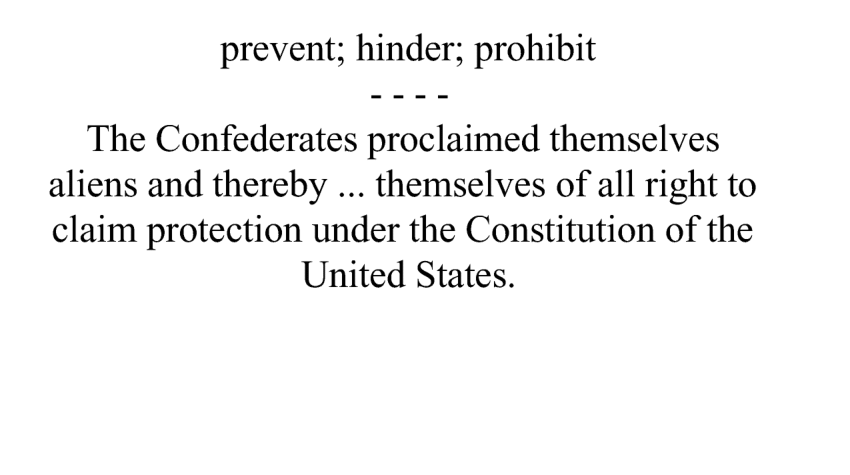 prevent; hinder; prohibit
- - - -
The Confederates proclaimed themselves
aliens and thereby ... themselves of all right to
claim protection under the Constitution of the
United States.